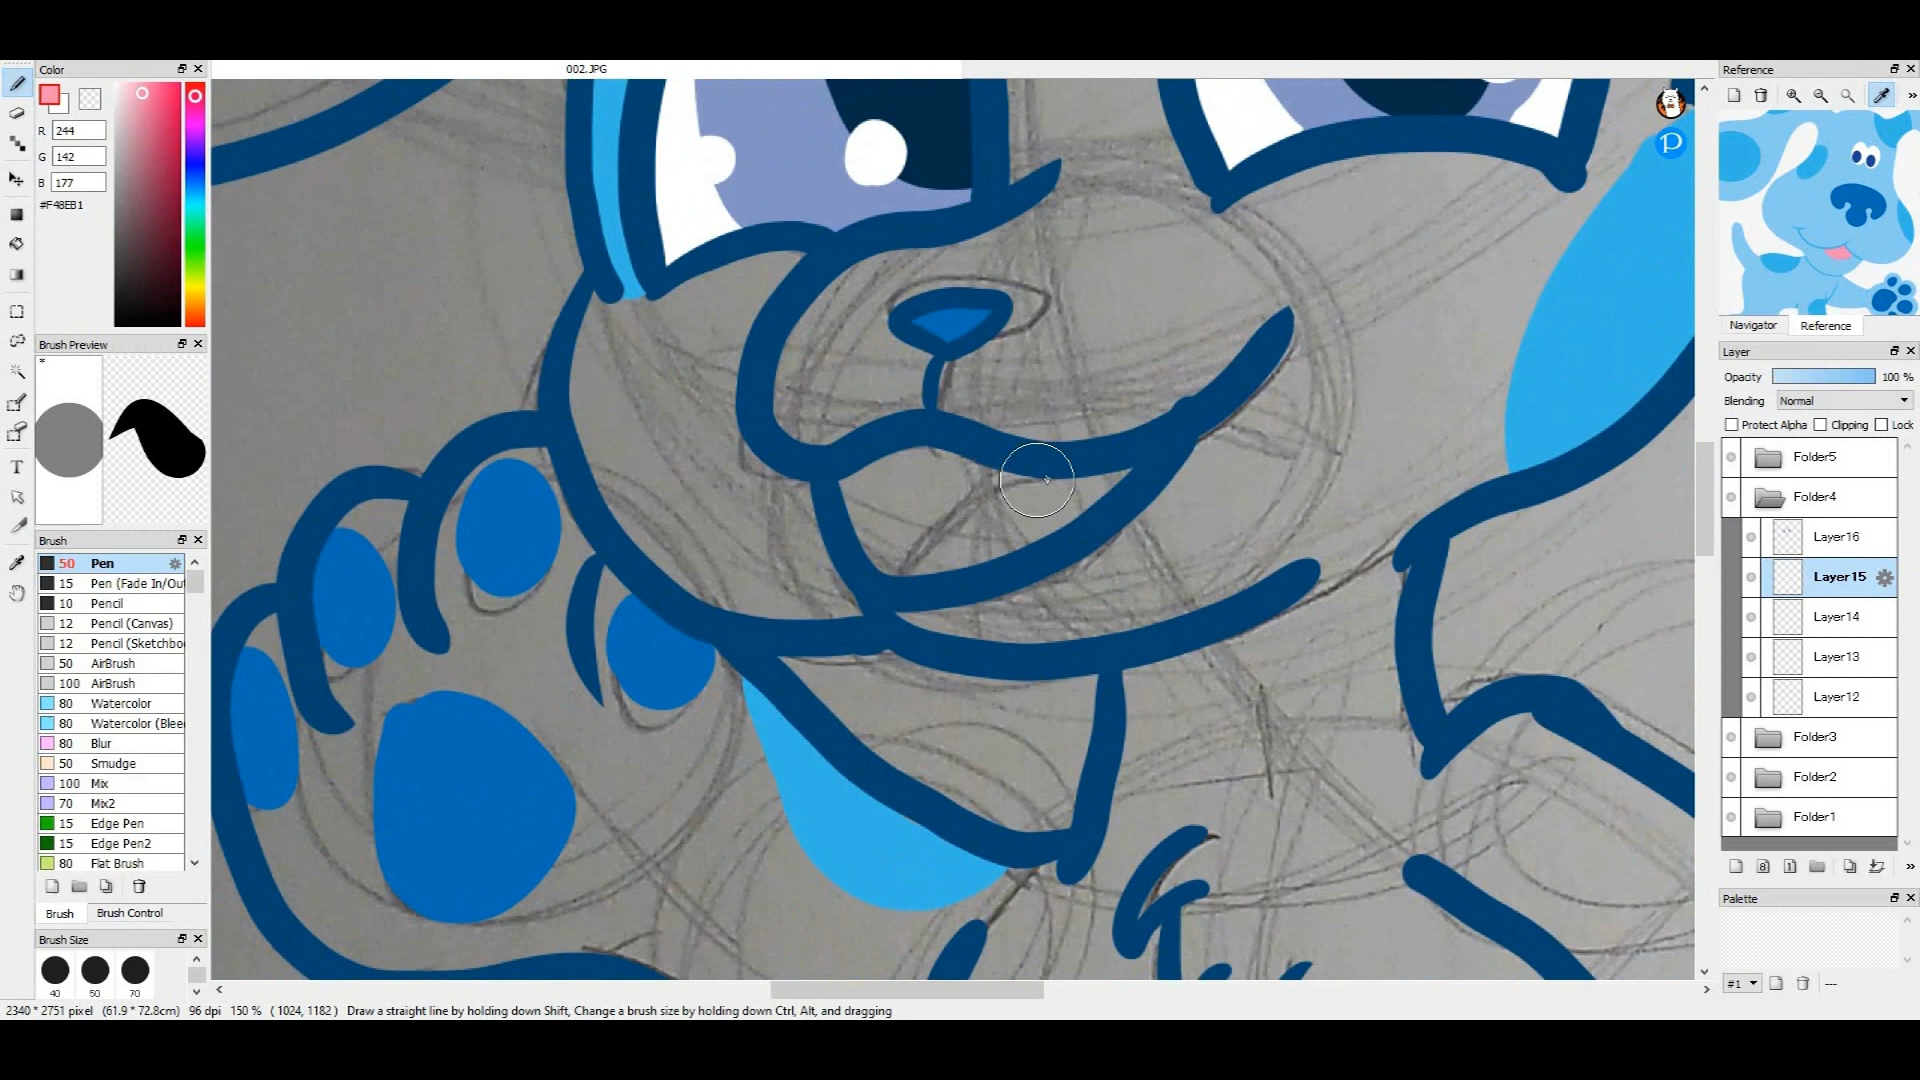 Color
002.JPG
Reference
R 244
G 142
B 177
#F48EB1
Brush Preview
*
Navigator Reference
Layer
Opacity 100 %
Blending Normal
Protect Alpha Clipping Lock
Folder5
Folder4
Layer16
Layer15
Layer14
Layer13
Layer12
Folder3
Folder2
Folder1
Brush
50 Pen
15 Pen (Fade In/Out
10 Pencil
12 Pencil (Canvas)
12 Pencil (Sketchbo
50 AirBrush
100 AirBrush
80 Watercolor
80 Watercolor (Blee
80 Blur
50 Smudge
100 Mix
70 Mix2
15 Edge Pen
15 Edge Pen2
80 Flat Brush
Brush Brush Control
Palette
Brush Size
40 50 70
#1 ---
2340 * 2751 pixel (61.9 * 72.8cm) 96 dpi 150 % ( 1024, 1182 ) Draw a straight line by holding down Shift, Change a brush size by holding down Ctrl, Alt, and dragging